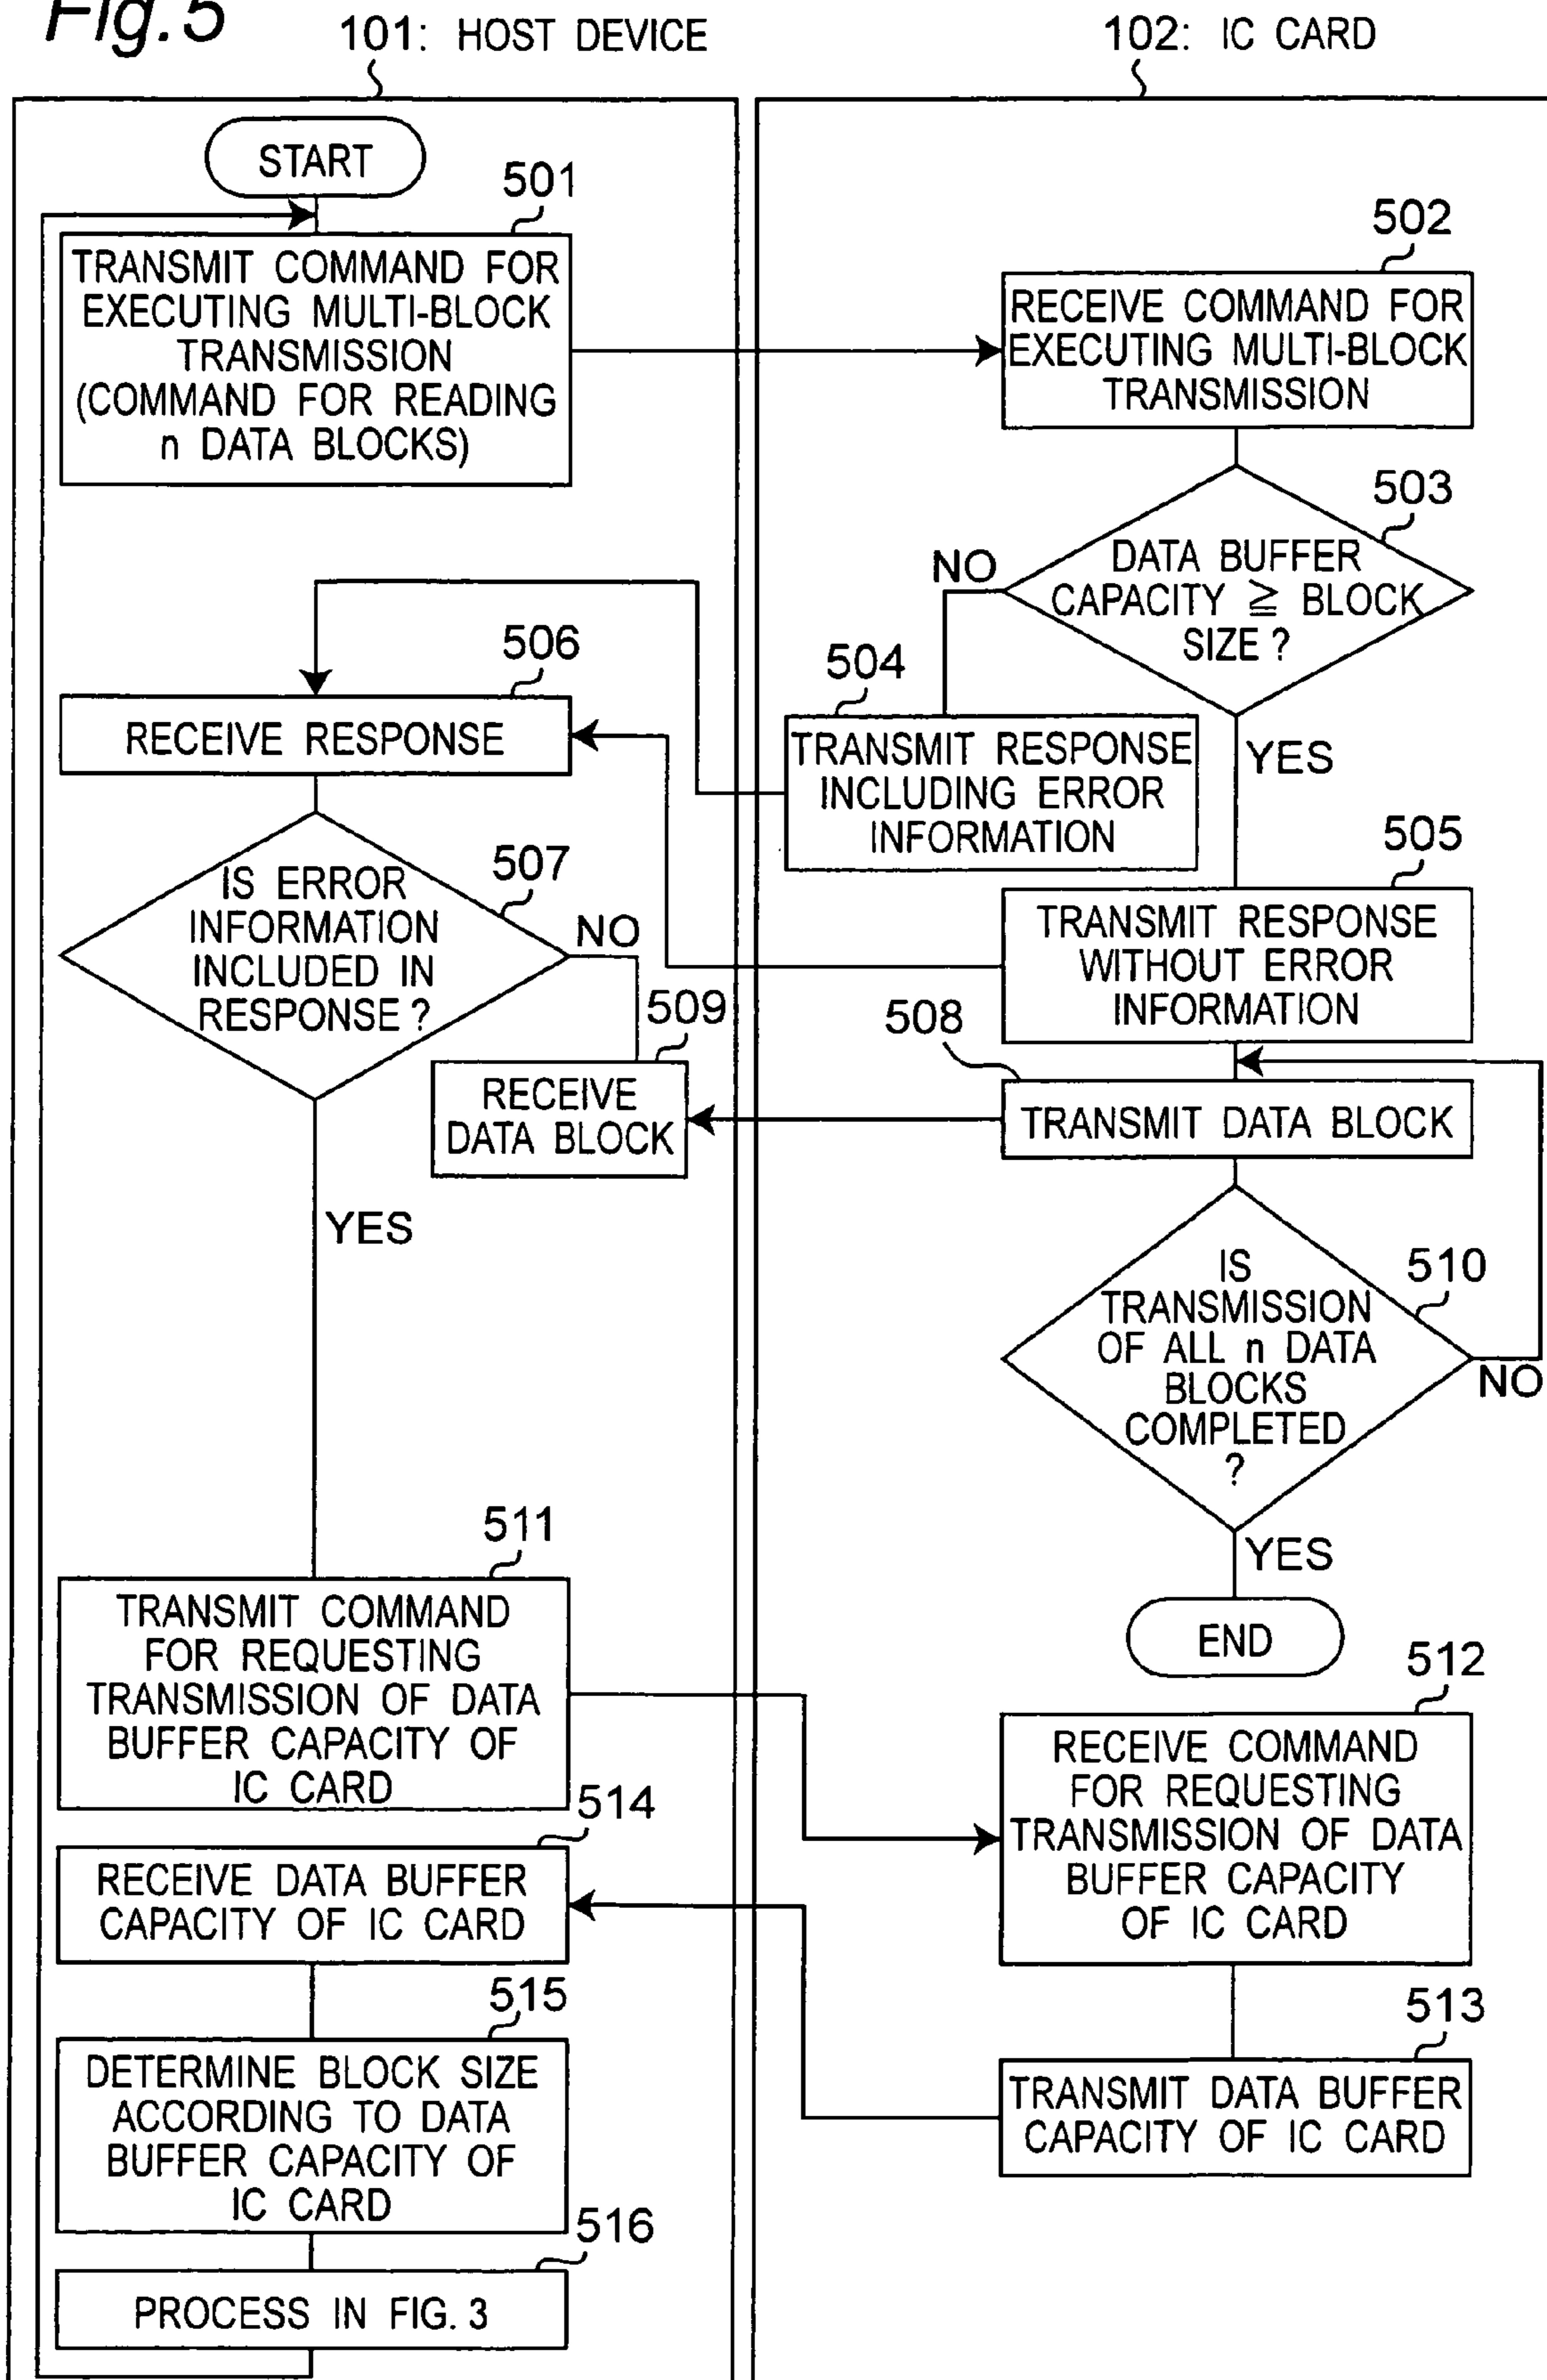 Fig. 5
101: HOST DEVICE
102: IC CARD
START
501
TRANSMIT COMMAND FOR
EXECUTING MULTI-BLOCK
TRANSMISSION
(COMMAND FOR READING
n DATA BLOCKS)
502
RECEIVE COMMAND FOR
EXECUTING MULTI-BLOCK
TRANSMISSION
503
DATA BUFFER
CAPACITY ≧ BLOCK
SIZE ?
NO
YES
504
TRANSMIT RESPONSE
INCLUDING ERROR
INFORMATION
505
TRANSMIT RESPONSE
WITHOUT ERROR
INFORMATION
506
RECEIVE RESPONSE
507
IS ERROR
INFORMATION
INCLUDED IN
RESPONSE ?
NO
YES
508
TRANSMIT DATA BLOCK
509
RECEIVE
DATA BLOCK
510
IS
TRANSMISSION
OF ALL n DATA
BLOCKS
COMPLETED
?
NO
YES
END
511
TRANSMIT COMMAND
FOR REQUESTING
TRANSMISSION OF DATA
BUFFER CAPACITY OF
IC CARD
512
RECEIVE COMMAND
FOR REQUESTING
TRANSMISSION OF DATA
BUFFER CAPACITY
OF IC CARD
513
TRANSMIT DATA BUFFER
CAPACITY OF IC CARD
514
RECEIVE DATA BUFFER
CAPACITY OF IC CARD
515
DETERMINE BLOCK SIZE
ACCORDING TO DATA
BUFFER CAPACITY OF
IC CARD
516
PROCESS IN FIG. 3